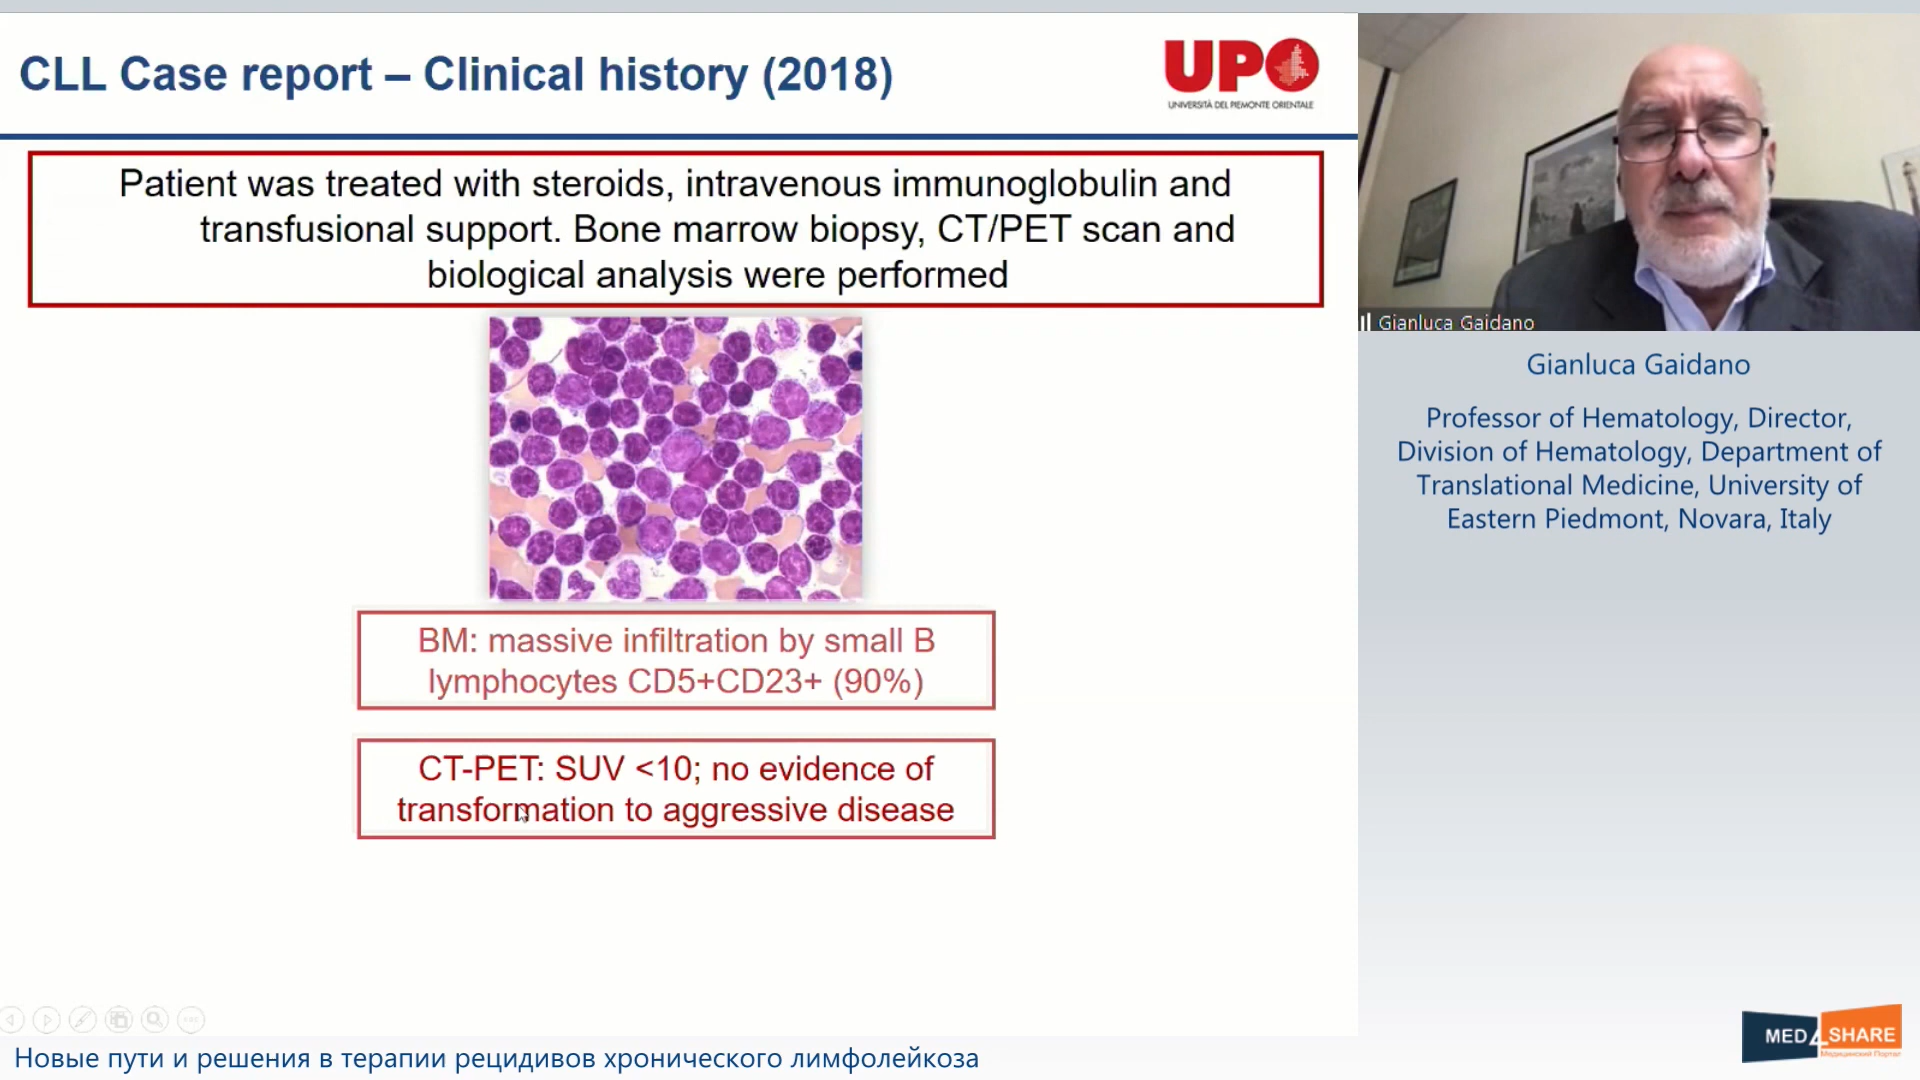 CLL Case report – Clinical history (2018)
UPO
UNIVERSITÀ DEL PIEMONTE ORIENTALE
Patient was treated with steroids, intravenous immunoglobulin and
transfusional support. Bone marrow biopsy, CT/PET scan and
biological analysis were performed
BM: massive infiltration by small B
lymphocytes CD5+CD23+ (90%)
CT-PET: SUV <10; no evidence of
transformation to aggressive disease
Gianluca Gaidano
Gianluca Gaidano
Professor of Hematology, Director,
Division of Hematology, Department of
Translational Medicine, University of
Eastern Piedmont, Novara, Italy
MED4SHARE
Медицинский Портал
Новые пути и решения в терапии рецидивов хронического лимфолейкоза